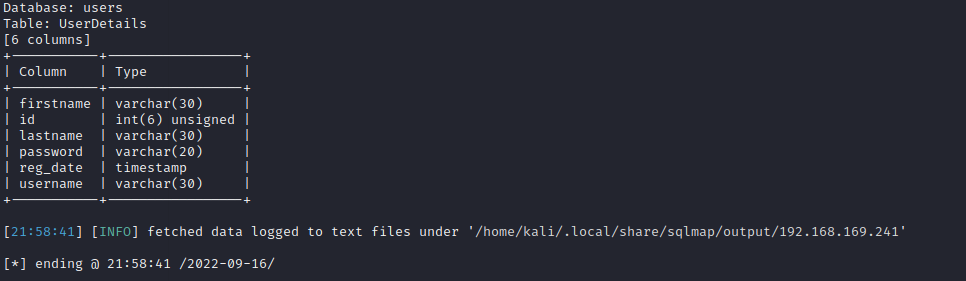 Database: users
Table: UserDetails
[6 columns]
+-----------+------------------+
| Column    | Type             |
+-----------+------------------+
| firstname | varchar(30)      |
| id        | int(6) unsigned |
| lastname  | varchar(30)      |
| password  | varchar(20)      |
| reg_date  | timestamp        |
| username  | varchar(30)      |
+-----------+------------------+
[21:58:41] [INFO] fetched data logged to text files under '/home/kali/.local/share/sqlmap/output/192.168.169.241'
[*] ending @ 21:58:41 /2022-09-16/